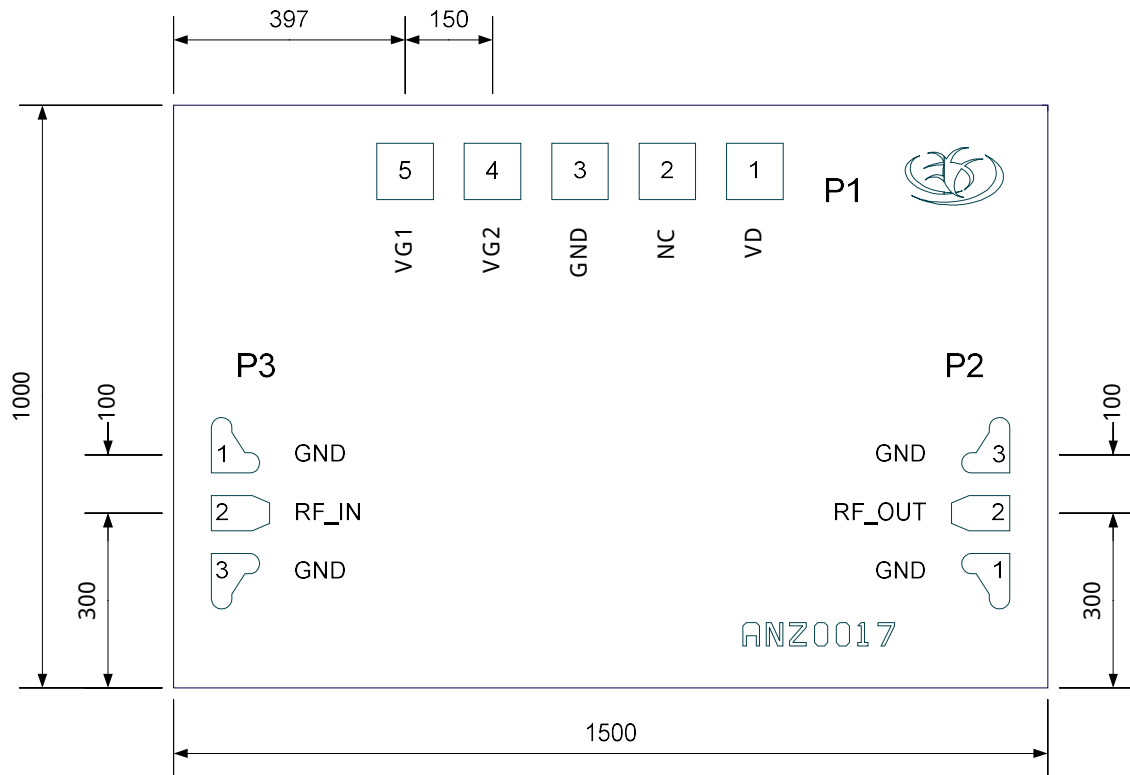 397
150
5 4 3 2 1
P1
VG1 VG2 GND NC VD
P3
P2
1000
100
100
1 GND
GND 3
2 RF_IN
RF_OUT 2
3 GND
GND 1
300
300
ANZ0017
1500